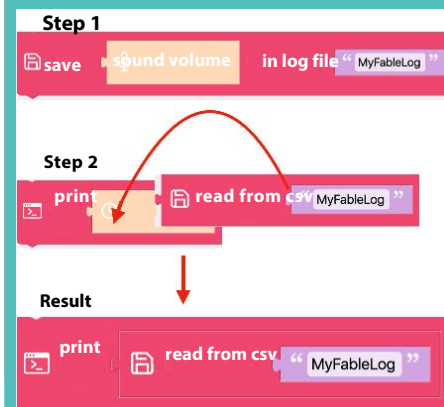 Step 1
save sound volume in log file “ MyFableLog ”
Step 2
print read from csv “ MyFableLog ”
Result
print read from csv “ MyFableLog ”